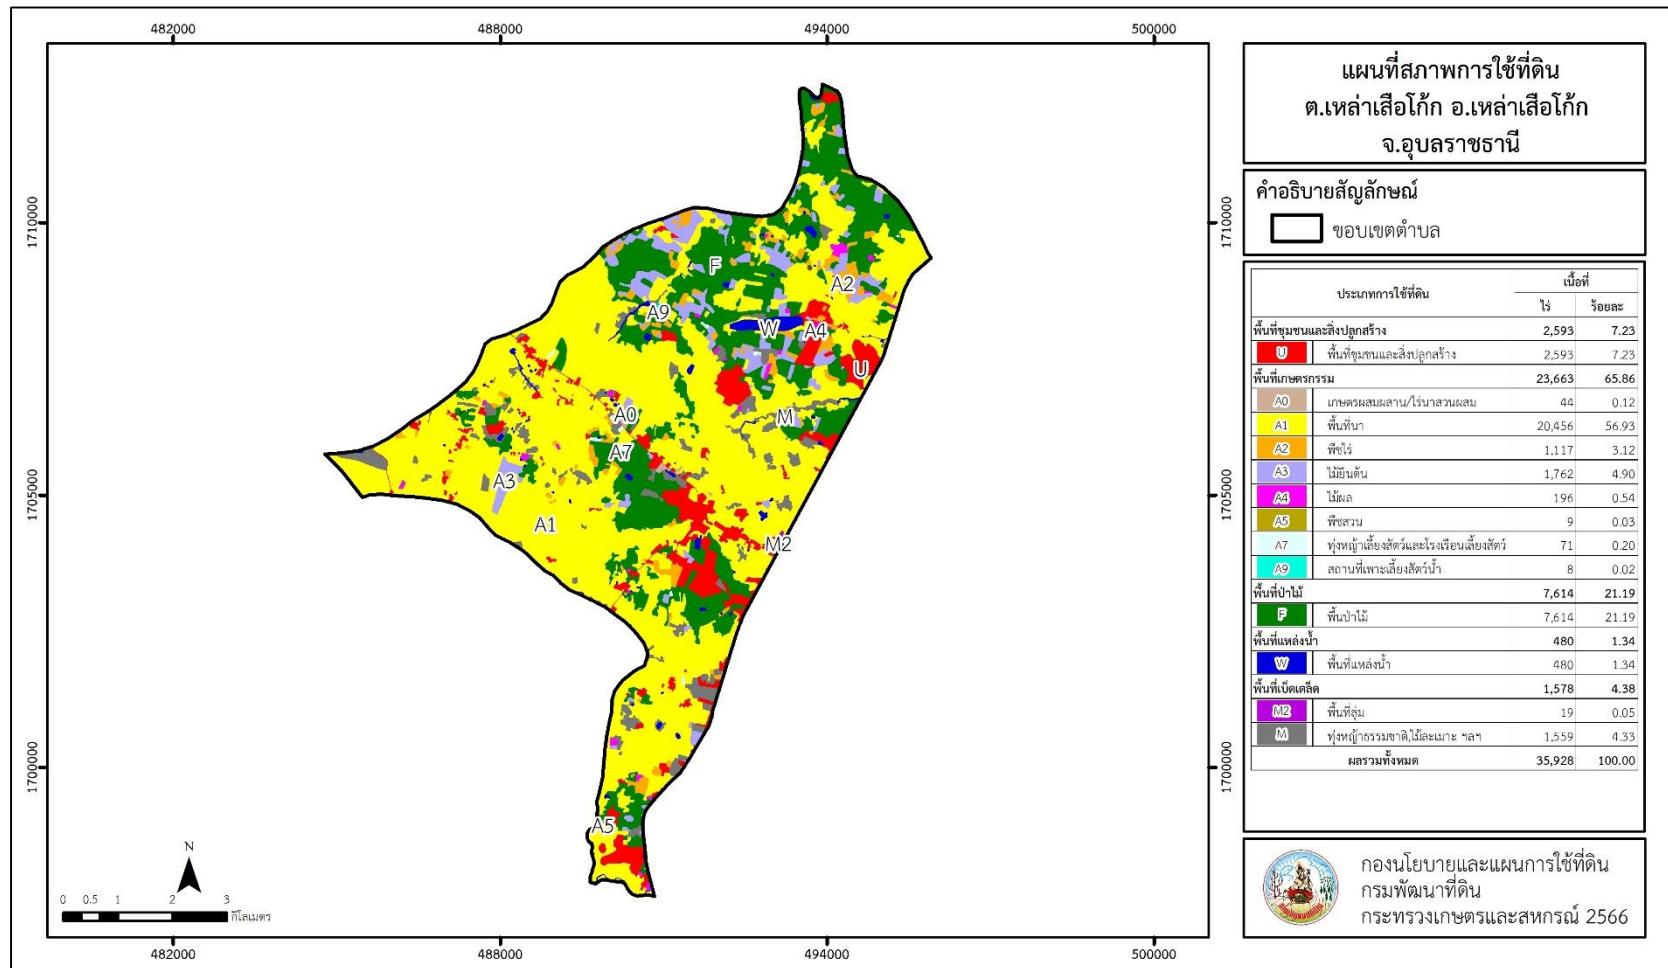 482000 488000 494000 500000
แผนที่สภาพการใช้ที่ดิน
ต.เหล่าเสือโก้ก อ.เหล่าเสือโก้ก
จ.อุบลราชธานี
คำอธิบายสัญลักษณ์
ขอบเขตตำบล
1710000 1710000
1705000 1705000
1700000 1700000
F
A2
A9
W A4
U
A0
M
A7
A3
A1
M2
A5
ประเภทการใช้ที่ดิน เนื้อที่
ไร่ ร้อยละ
พื้นที่ชุมชนและสิ่งปลูกสร้าง 2,593 7.23
U พื้นที่ชุมชนและสิ่งปลูกสร้าง 2,593 7.23
พื้นที่เกษตรกรรม 23,663 65.86
A0 เกษตรผสมผสาน/ไร่นาสวนผสม 44 0.12
A1 พื้นที่นา 20,456 56.93
A2 พืชไร่ 1,117 3.12
A3 ไม้ยืนต้น 1,762 4.90
A4 ไม้ผล 196 0.54
A5 พืชสวน 9 0.03
A7 ทุ่งหญ้าเลี้ยงสัตว์และโรงเรือนเลี้ยงสัตว์ 71 0.20
A9 สถานที่เพาะเลี้ยงสัตว์น้ำ 8 0.02
พื้นที่ป่าไม้ 7,614 21.19
F พื้นป่าไม้ 7,614 21.19
พื้นที่แหล่งน้ำ 480 1.34
W พื้นที่แหล่งน้ำ 480 1.34
พื้นที่เบ็ดเตล็ด 1,578 4.38
M2 พื้นที่ลุ่ม 19 0.05
M ทุ่งหญ้าธรรมชาติ,ไม้ละเมาะ ฯลฯ 1,559 4.33
ผลรวมทั้งหมด 35,928 100.00
N
0 0.5 1 2 3
กิโลเมตร
กองนโยบายและแผนการใช้ที่ดิน
กรมพัฒนาที่ดิน
กระทรวงเกษตรและสหกรณ์ 2566
482000 488000 494000 500000